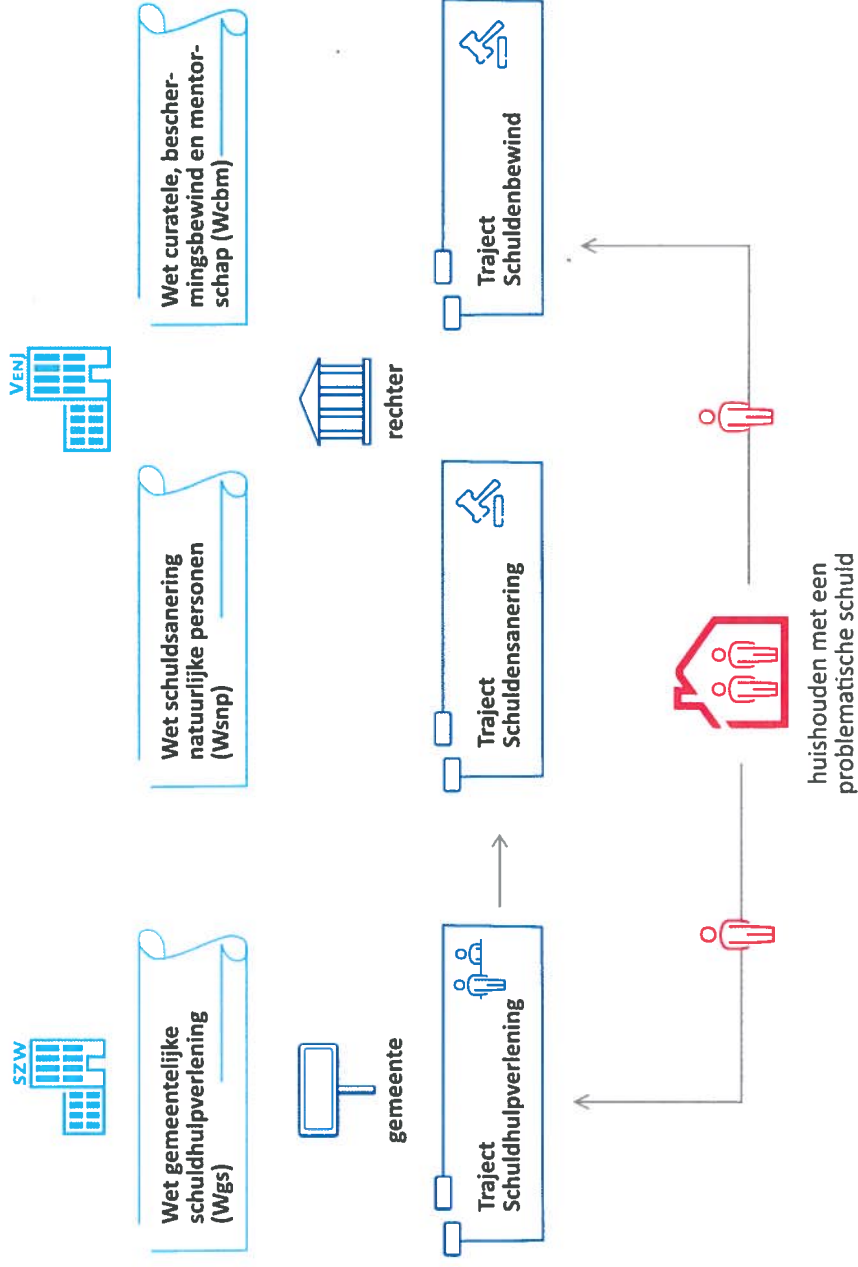 SZW
VENJ
Wet gemeentelijke
schuldhulpverlening
(Wgs)
Wet schuldsanering
natuurlijke personen
(Wsnp)
Wet curatele, bescher-
mingsbewind en mentor-
schap (Wcbm)
gemeente
rechter
Traject
Schuldhulpverlening
Traject
Schuldensanering
Traject
Schuldenbewind
huishouden met een
problematische schuld